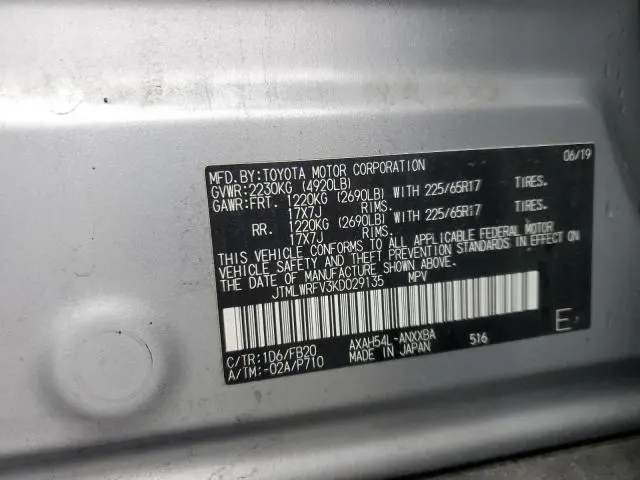 MFD. BY: TOYOTA MOTOR CORPORATION 06/19
GVWR: 2230KG (4920LB)
GAWR: FRT. 1220KG (2690LB) WITH 225/65R17 TIRES.
17X7J RIMS.
RR. 1220KG (2690LB) WITH 225/65R17 TIRES.
17X7J RIMS.
THIS VEHICLE CONFORMS TO ALL APPLICABLE FEDERAL MOTOR
VEHICLE SAFETY AND THEFT PREVENTION STANDARDS IN EFFECT ON
THE DATE OF MANUFACTURE SHOWN ABOVE.
JTMLWRFV3KD029135 MPV
C/TR: 1D6/FB20 AXAH54L-ANXXBA 516 E
A/TM: -02A/P710 MADE IN JAPAN